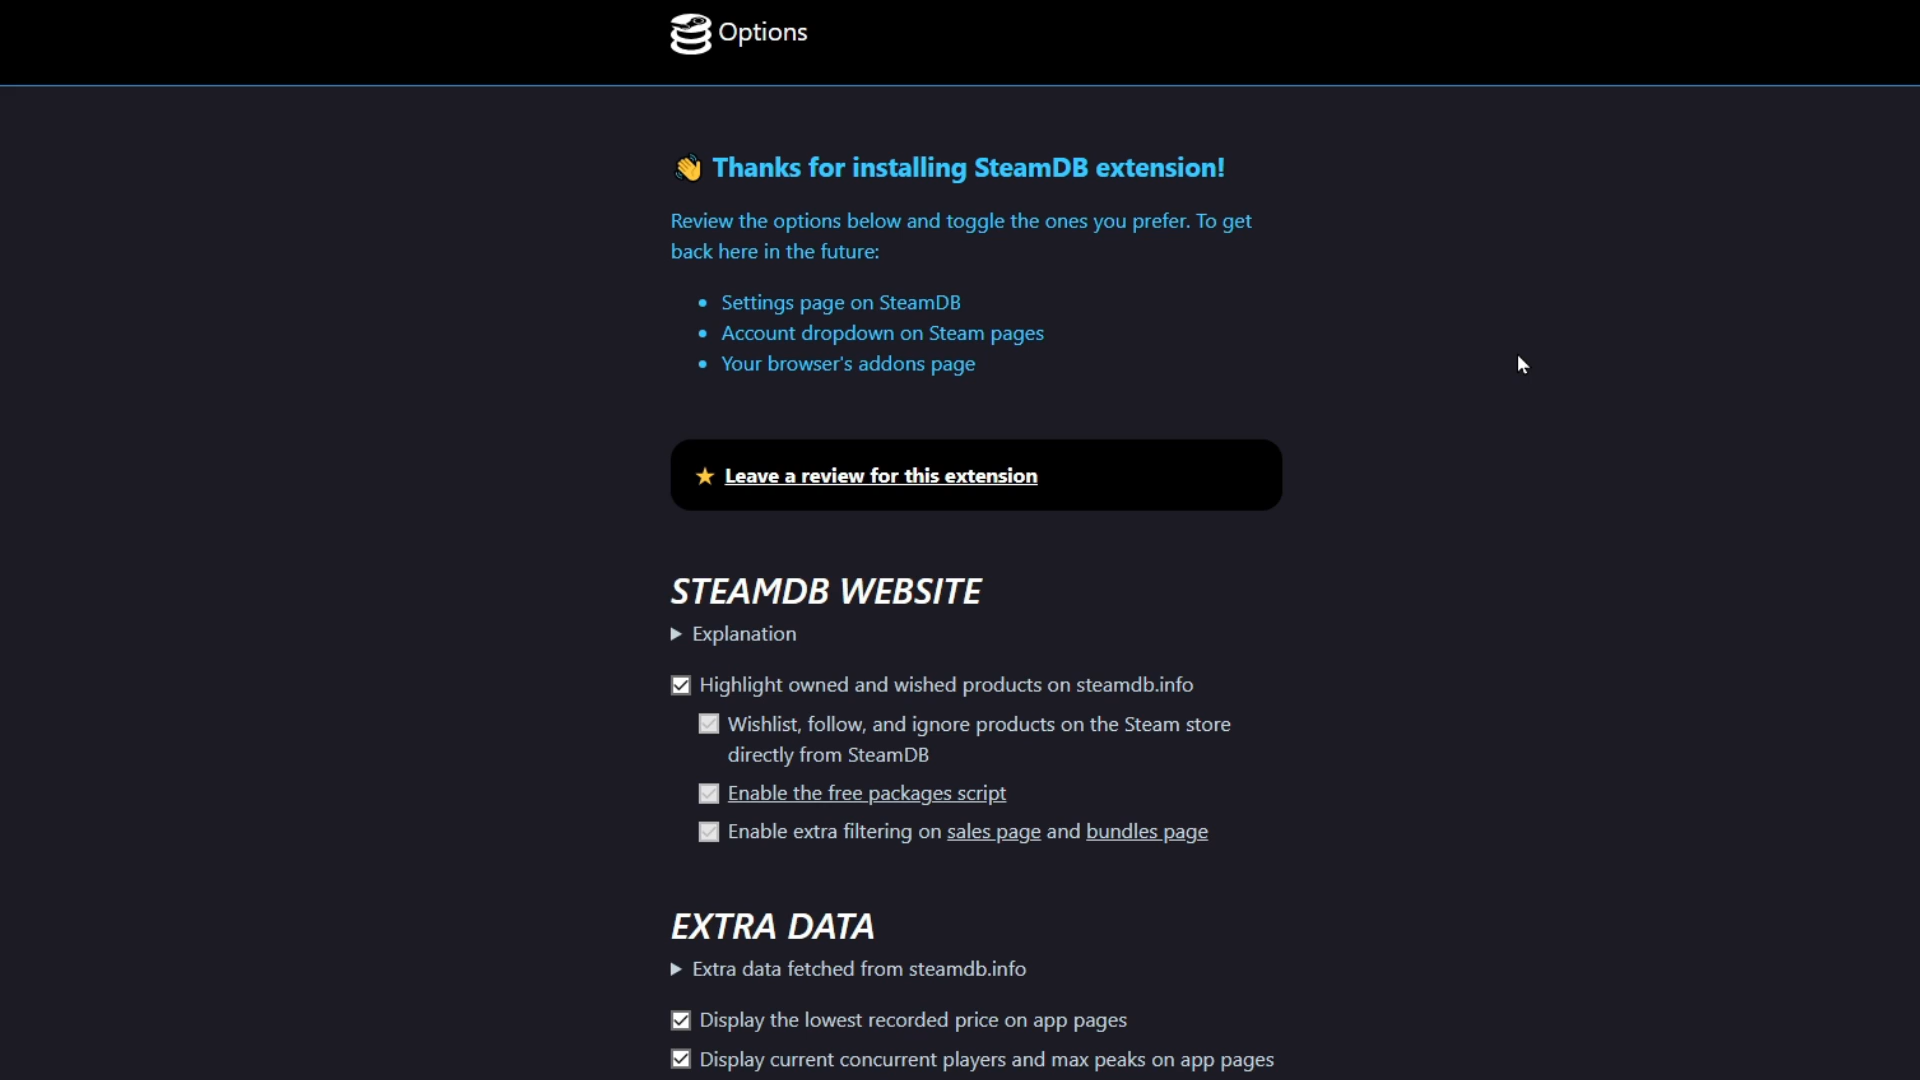 Options
👋 Thanks for installing SteamDB extension!
Review the options below and toggle the ones you prefer. To get
back here in the future:
• Settings page on SteamDB
• Account dropdown on Steam pages
• Your browser's addons page
★ Leave a review for this extension
STEAMDB WEBSITE
▶ Explanation
Highlight owned and wished products on steamdb.info
Wishlist, follow, and ignore products on the Steam store
directly from SteamDB
Enable the free packages script
Enable extra filtering on sales page and bundles page
EXTRA DATA
▶ Extra data fetched from steamdb.info
Display the lowest recorded price on app pages
Display current concurrent players and max peaks on app pages